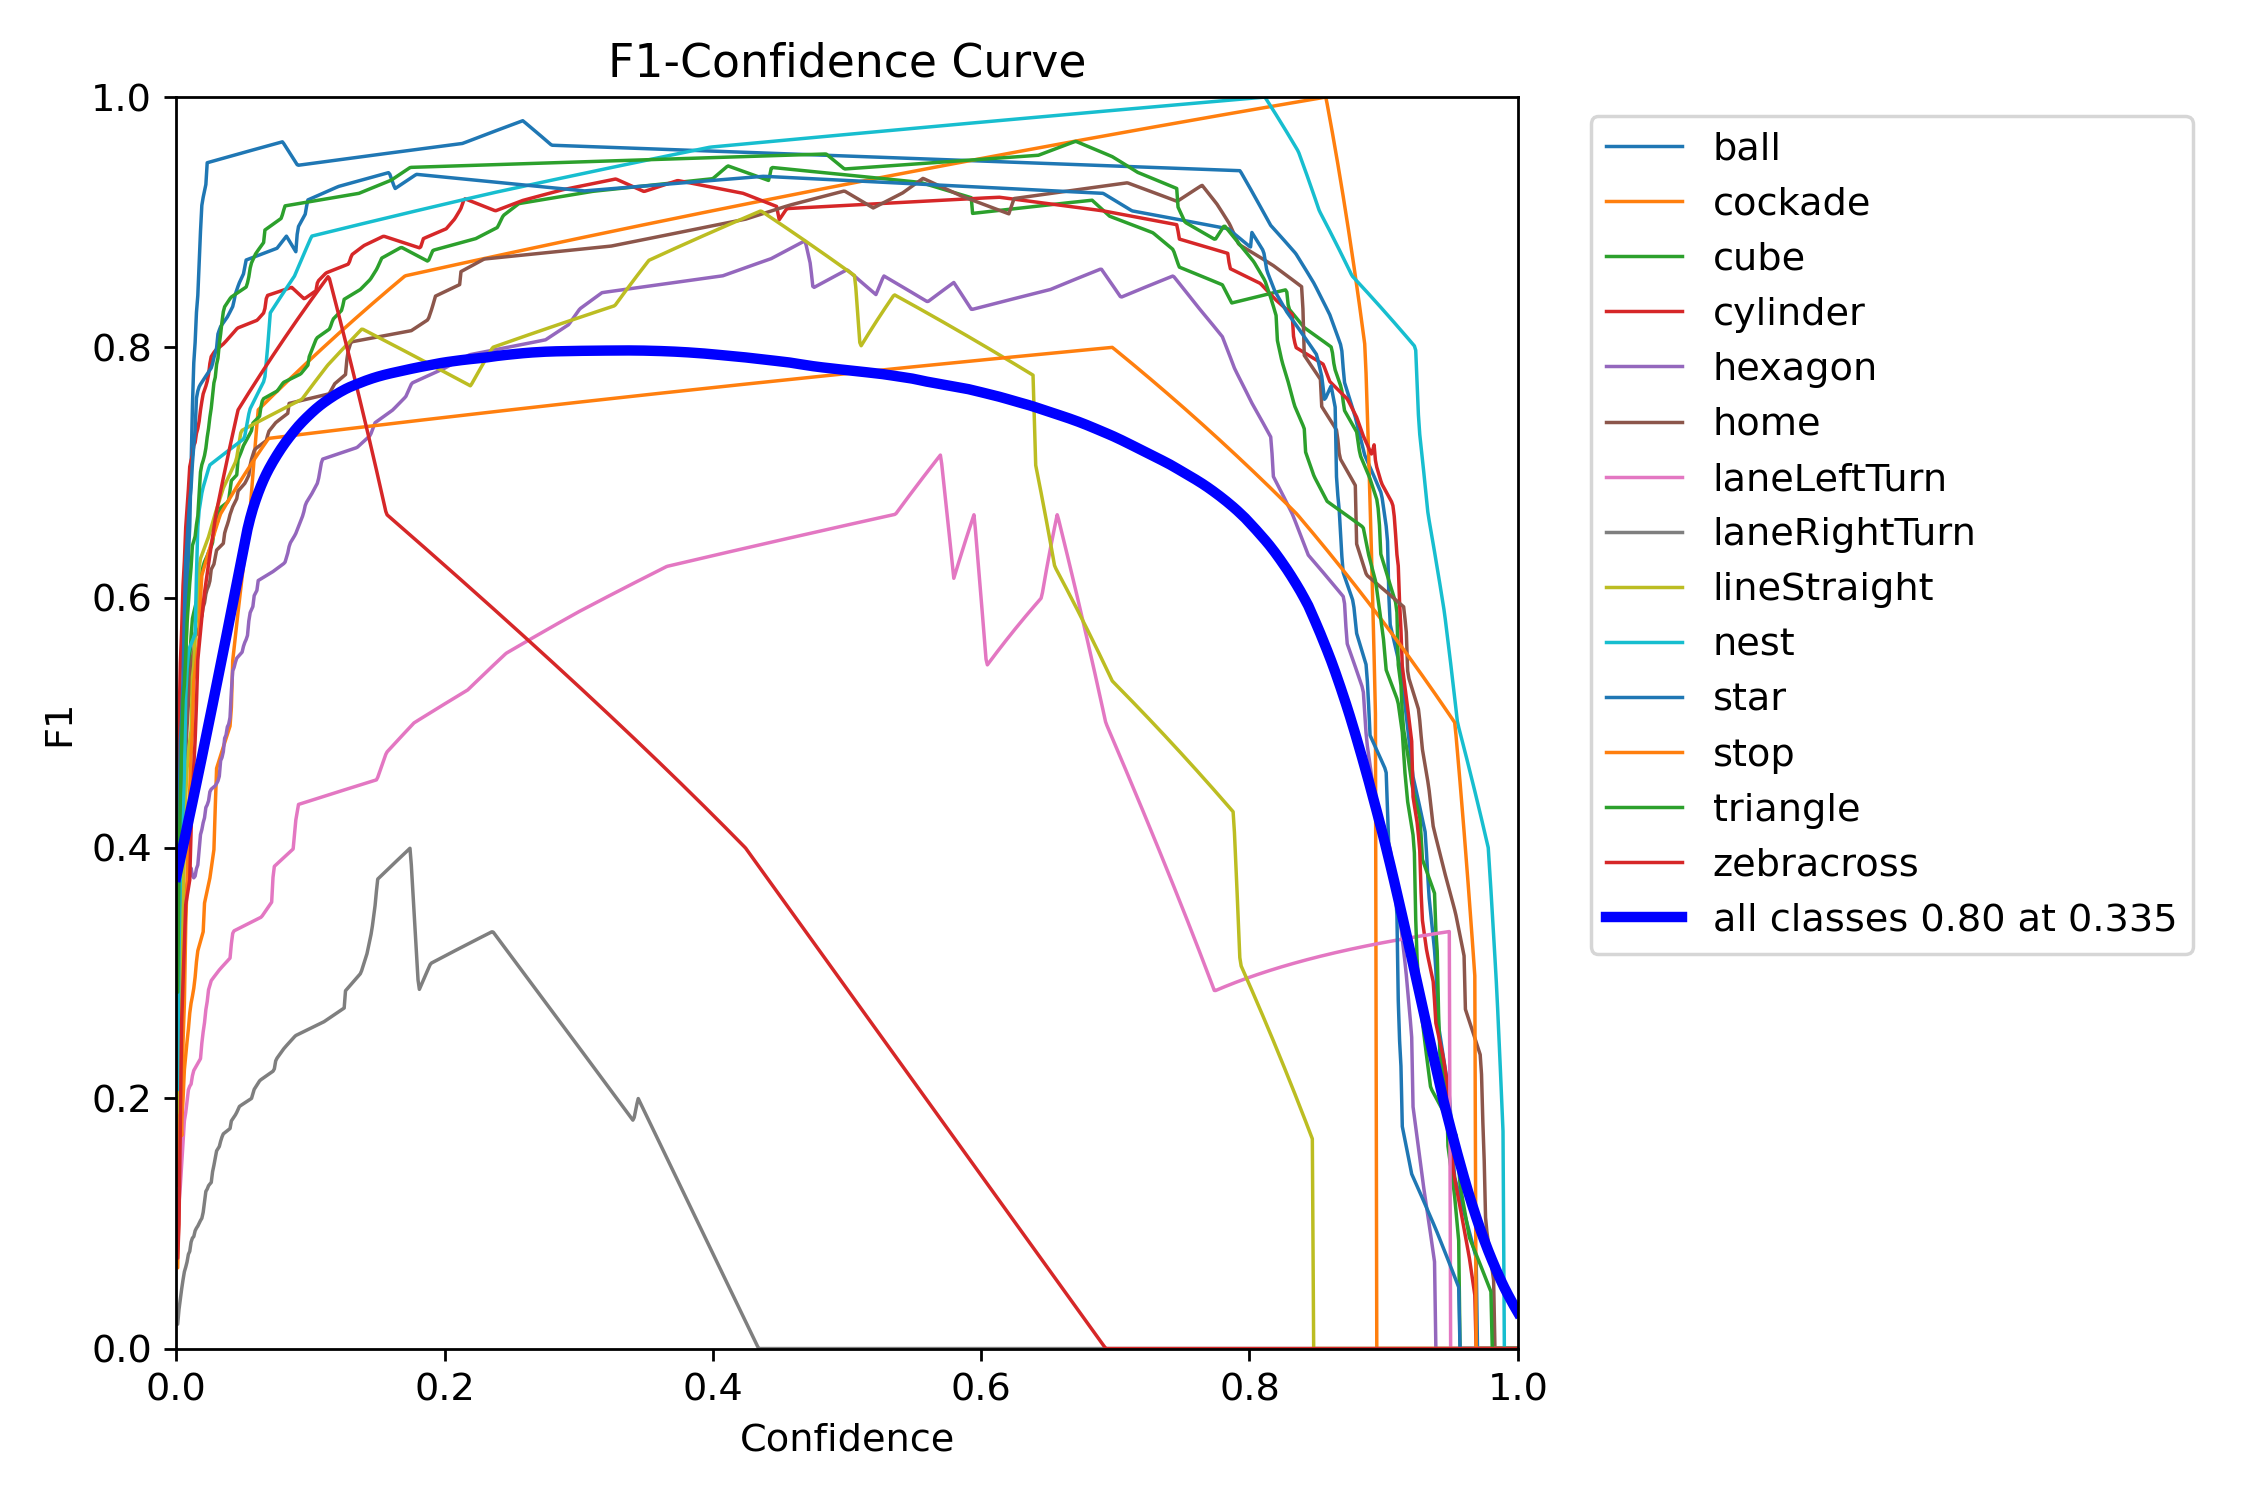 F1-Confidence Curve
1.0
0.8
0.6
0.4
0.2
0.0
F1
0.0 0.2 0.4 0.6 0.8 1.0
Confidence
ball
cockade
cube
cylinder
hexagon
home
laneLeftTurn
laneRightTurn
lineStraight
nest
star
stop
triangle
zebracross
all classes 0.80 at 0.335